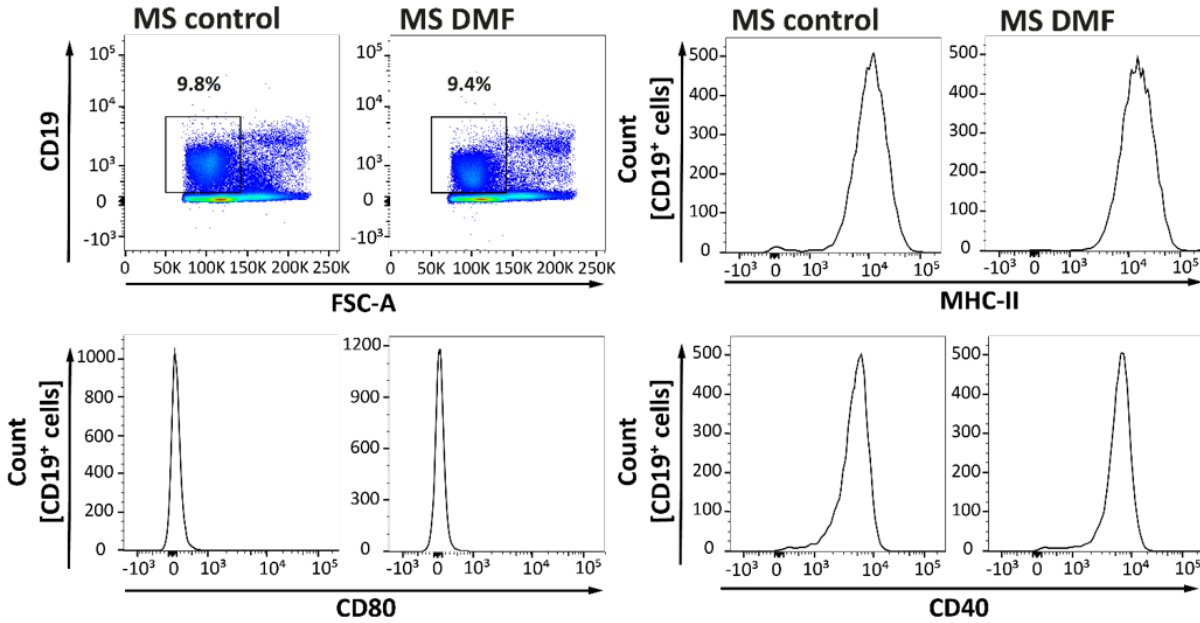 MS control
MS DMF
MS control
MS DMF
CD19
10⁵
10⁴
10³
0
-10³
9.8%
0 50K 100K 150K 200K 250K
10⁵
10⁴
10³
0
-10³
9.4%
0 50K 100K 150K 200K 250K
FSC-A
Count
[CD19⁺ cells]
500
400
300
200
100
0
-10³ 0 10³ 10⁴ 10⁵
500
400
300
200
100
0
-10³ 0 10³ 10⁴ 10⁵
MHC-II
Count
[CD19⁺ cells]
1000
800
600
400
200
0
-10³ 0 10³ 10⁴ 10⁵
1200
900
600
300
0
-10³ 0 10³ 10⁴ 10⁵
CD80
Count
[CD19⁺ cells]
500
400
300
200
100
0
-10³ 0 10³ 10⁴ 10⁵
500
400
300
200
100
0
-10³ 0 10³ 10⁴ 10⁵
CD40